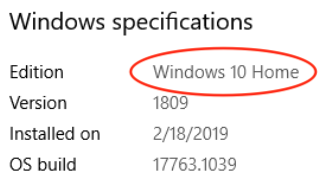 Windows specifications
Edition Windows 10 Home
Version 1809
Installed on 2/18/2019
OS build 17763.1039